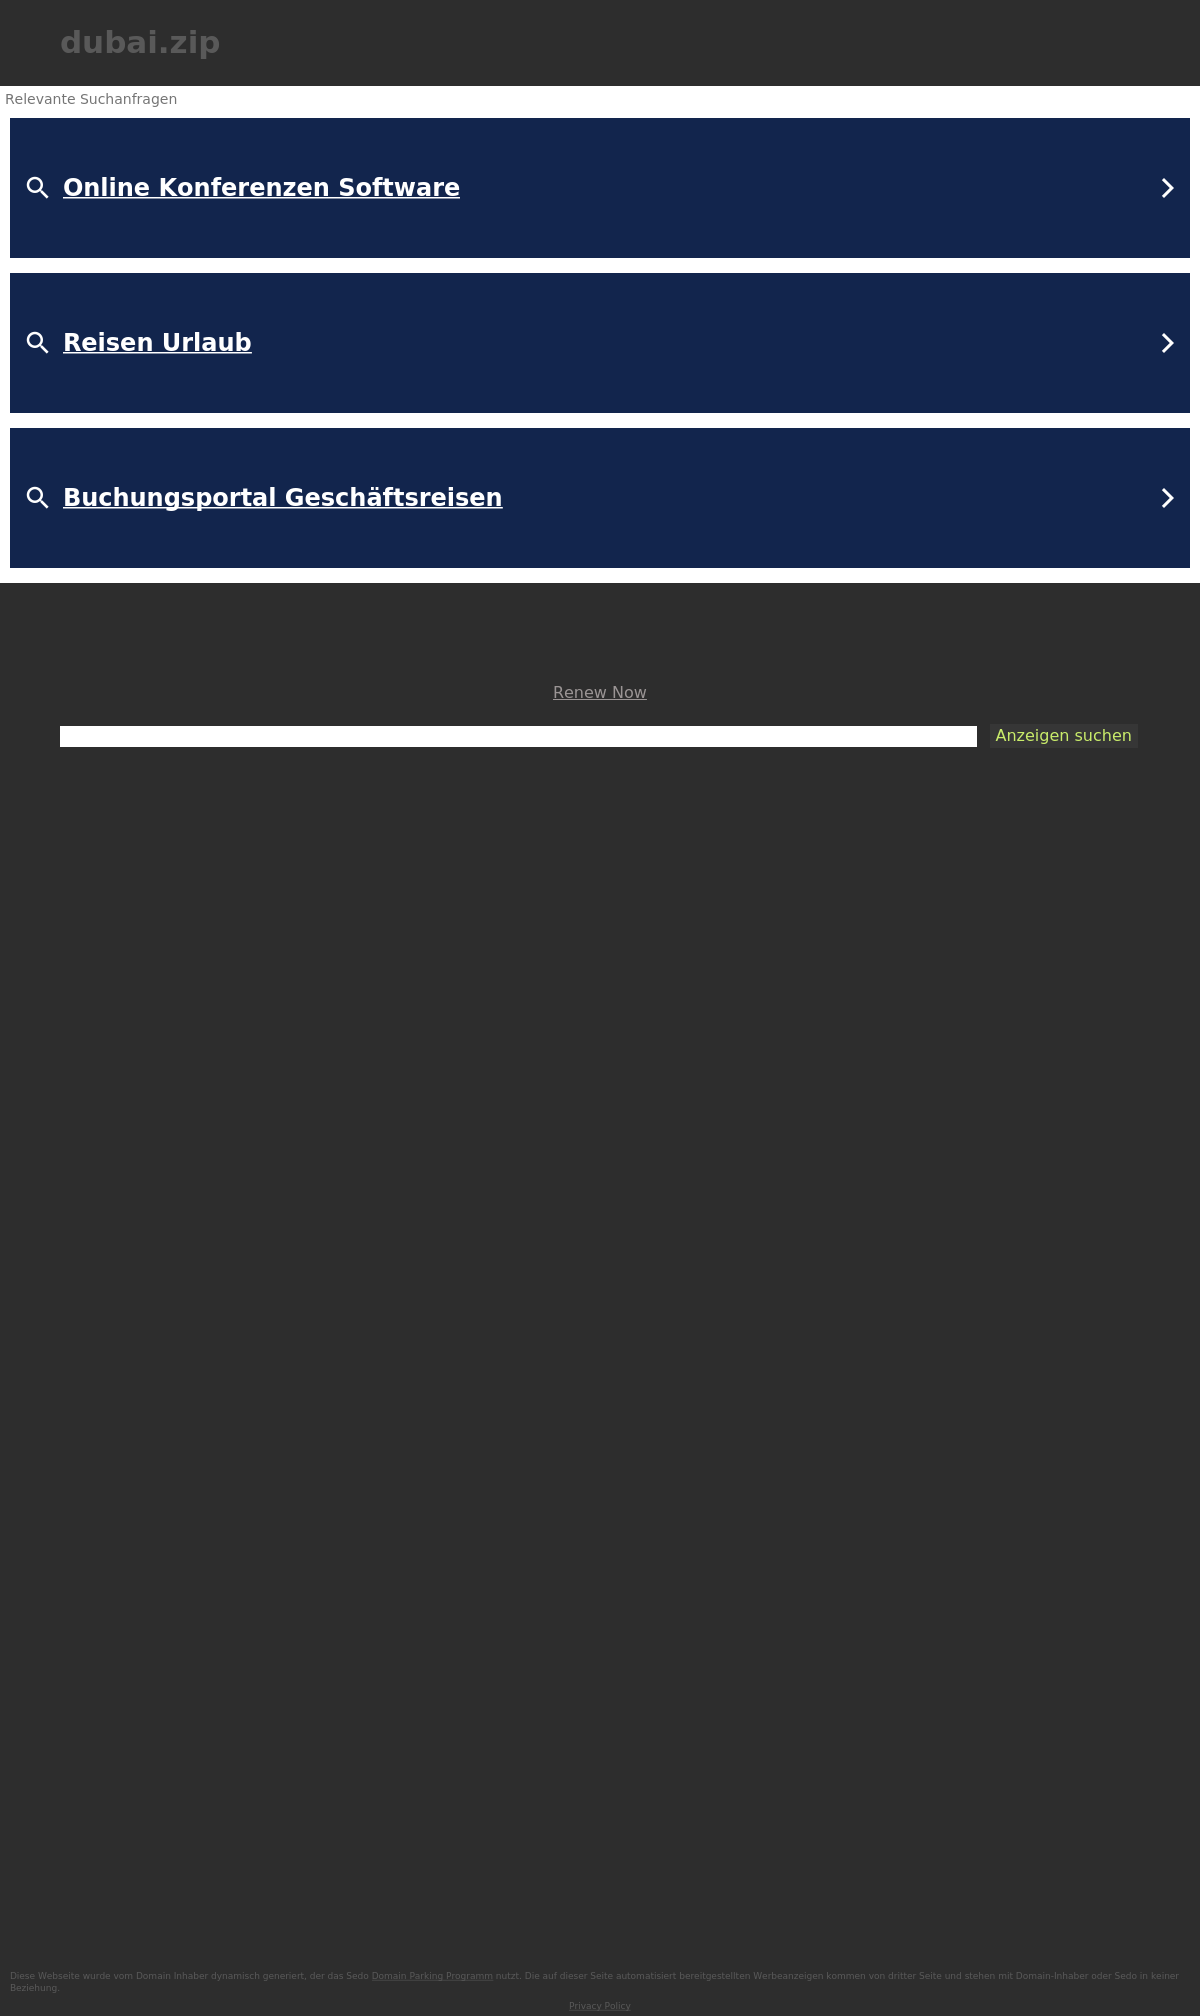 dubai.zip
Relevante Suchanfragen
Online Konferenzen Software
Reisen Urlaub
Buchungsportal Geschäftsreisen
Renew Now
Anzeigen suchen
Diese Webseite wurde vom Domain Inhaber dynamisch generiert, der das Sedo Domain Parking Programm nutzt. Die auf dieser Seite automatisiert bereitgestellten Werbeanzeigen kommen von dritter Seite und stehen mit Domain-Inhaber oder Sedo in keiner
Beziehung.
Privacy Policy